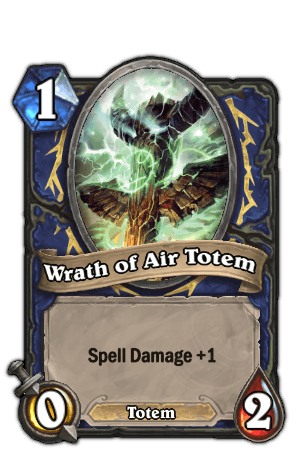 1
Wrath of Air Totem
Spell Damage +1
0
Totem
2